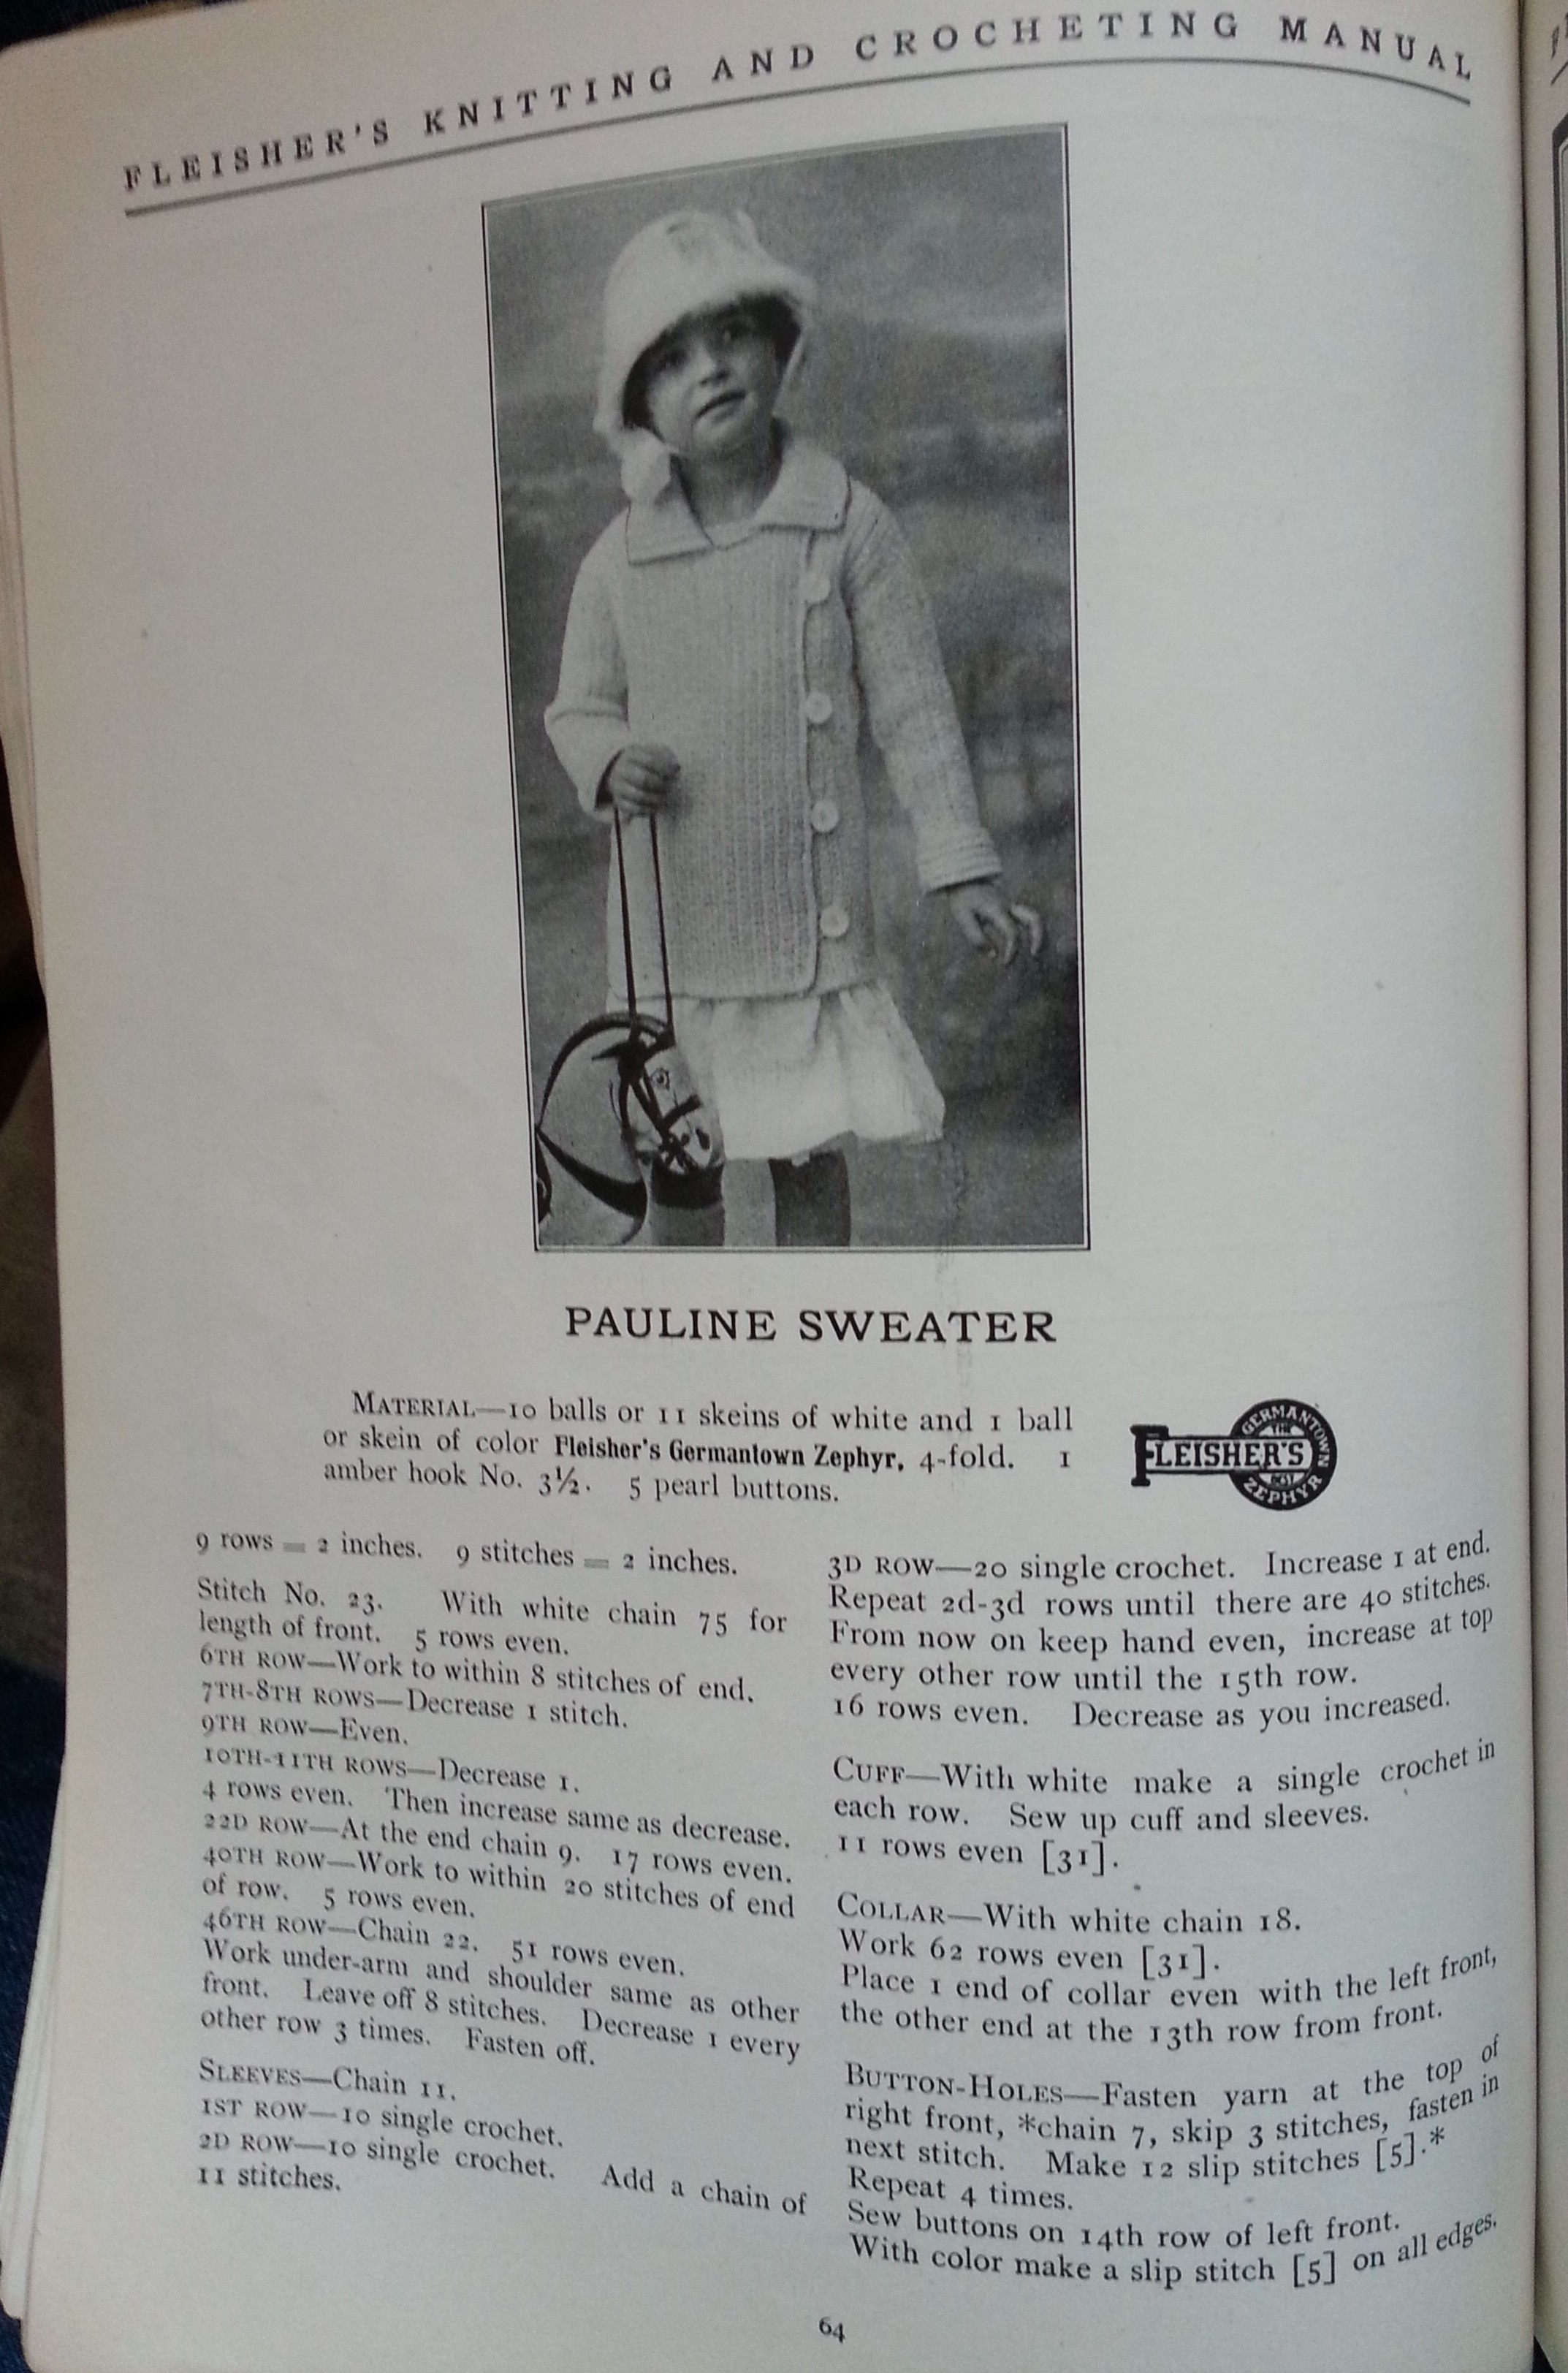 FLEISHER'S KNITTING AND CROCHETING MANUAL
PAULINE SWEATER
MATERIAL—10 balls or 11 skeins of white and 1 ball
or skein of color Fleisher's Germantown Zephyr, 4-fold. 1
amber hook No. 3½. 5 pearl buttons.
GERMANTOWN
THE
FLEISHER'S
BEST
ZEPHYR
9 rows = 2 inches. 9 stitches = 2 inches.
Stitch No. 23. With white chain 75 for
length of front. 5 rows even.
6TH ROW—Work to within 8 stitches of end.
7TH-8TH ROWS—Decrease 1 stitch.
9TH ROW—Even.
10TH-11TH ROWS—Decrease 1.
4 rows even. Then increase same as decrease.
22D ROW—At the end chain 9. 17 rows even.
40TH ROW—Work to within 20 stitches of end
of row. 5 rows even.
46TH ROW—Chain 22. 51 rows even.
Work under-arm and shoulder same as other
front. Leave off 8 stitches. Decrease 1 every
other row 3 times. Fasten off.
SLEEVES—Chain 11.
1ST ROW—10 single crochet.
2D ROW—10 single crochet. Add a chain of
11 stitches.
3D ROW—20 single crochet. Increase 1 at end.
Repeat 2d-3d rows until there are 40 stitches.
From now on keep hand even, increase at top
every other row until the 15th row.
16 rows even. Decrease as you increased.
CUFF—With white make a single crochet in
each row. Sew up cuff and sleeves.
11 rows even [31].
COLLAR—With white chain 18.
Work 62 rows even [31].
Place 1 end of collar even with the left front,
the other end at the 13th row from front.
BUTTON-HOLES—Fasten yarn at the top of
right front, *chain 7, skip 3 stitches, fasten in
next stitch. Make 12 slip stitches [5].*
Repeat 4 times.
Sew buttons on 14th row of left front.
With color make a slip stitch [5] on all edges.
64